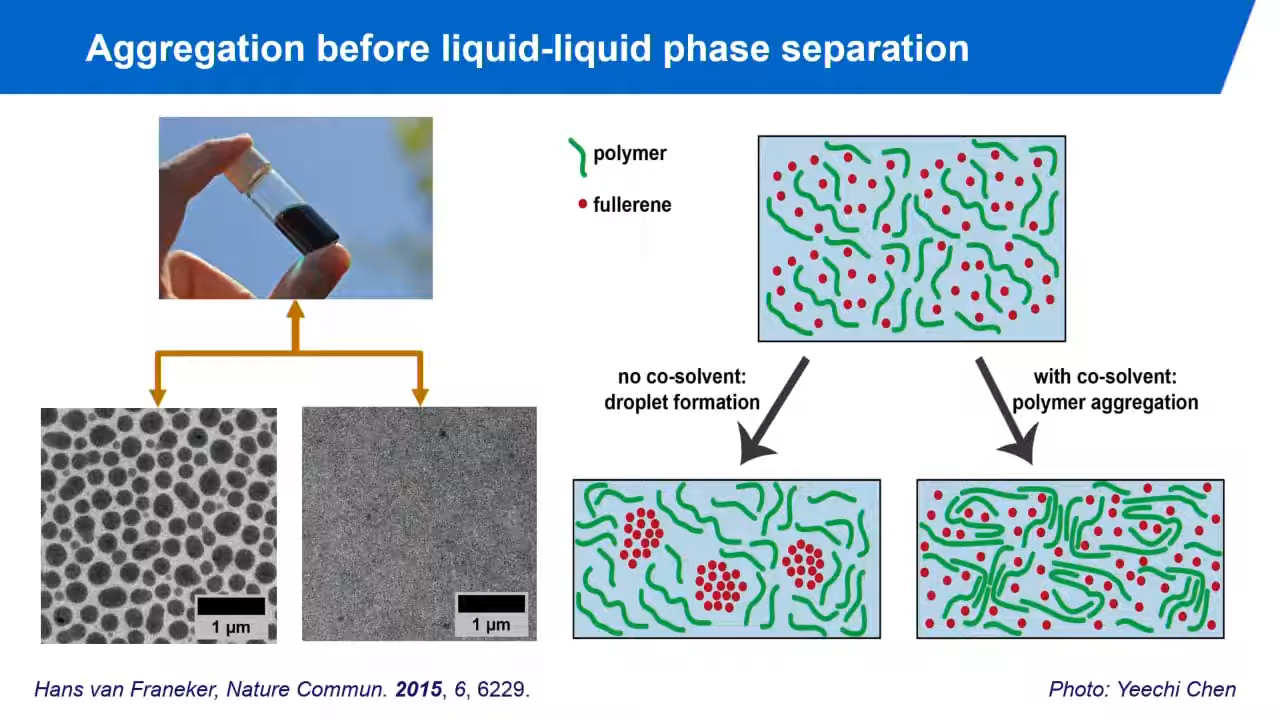 Aggregation before liquid-liquid phase separation
polymer
fullerene
no co-solvent:
droplet formation
with co-solvent:
polymer aggregation
1 μm
1 μm
Hans van Franeker, Nature Commun. 2015, 6, 6229.
Photo: Yeechi Chen